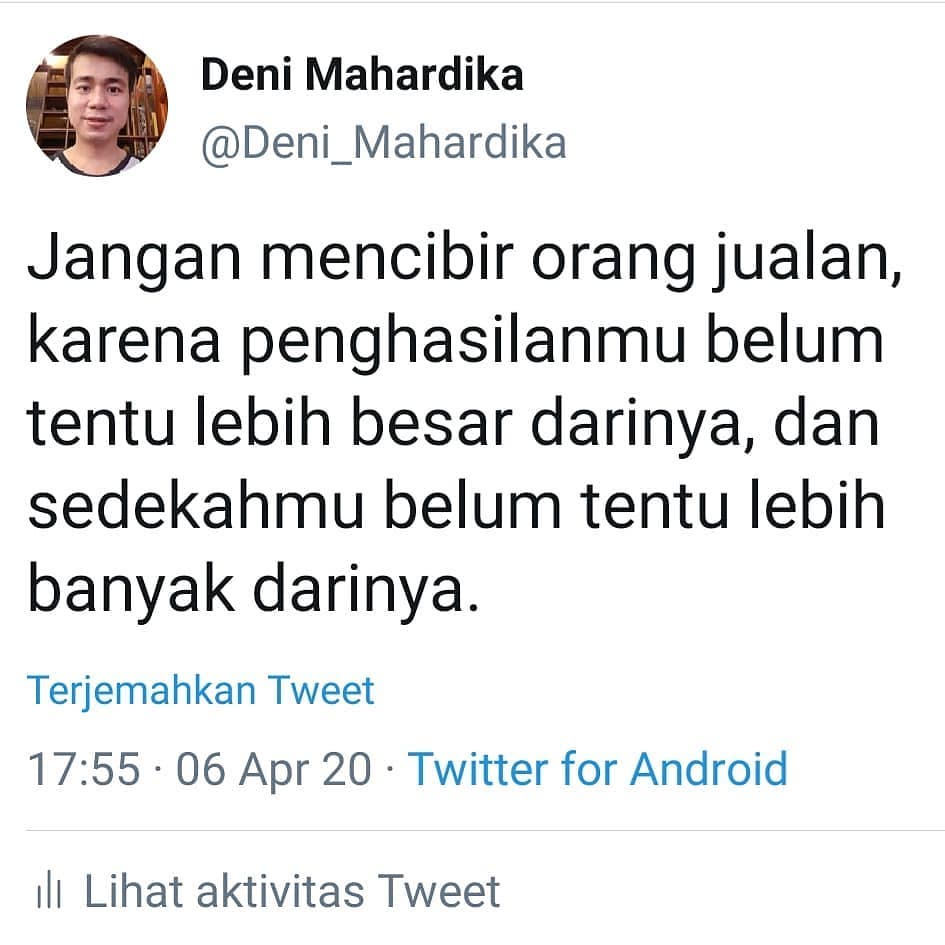 Deni Mahardika
@Deni_Mahardika
Jangan mencibir orang jualan,
karena penghasilanmu belum
tentu lebih besar darinya, dan
sedekahmu belum tentu lebih
banyak darinya.
Terjemahkan Tweet
17:55 · 06 Apr 20 · Twitter for Android
Lihat aktivitas Tweet